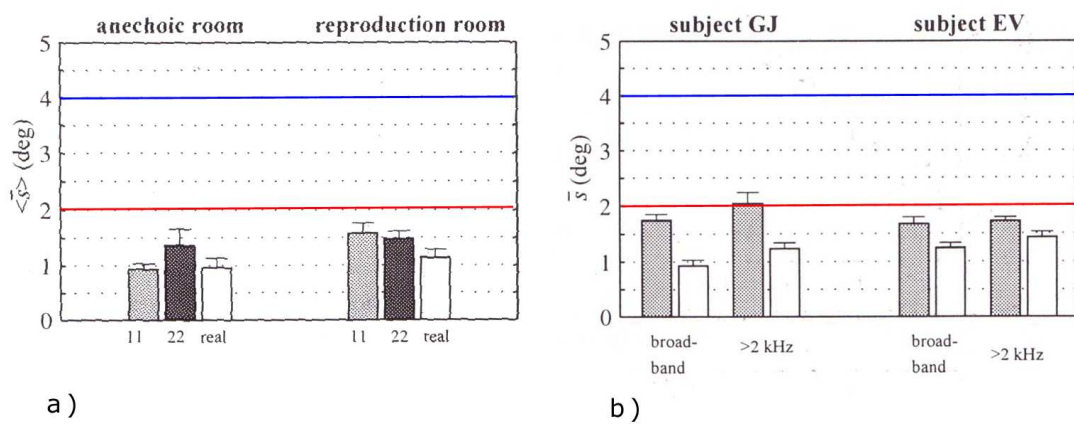 anechoic room reproduction room
5
4
3
2
1
0
<s̄> (deg)
11 22 real 11 22 real
a)
subject GJ subject EV
5
4
3
2
1
0
s̄ (deg)
broad-
band
>2 kHz
broad-
band
>2 kHz
b)